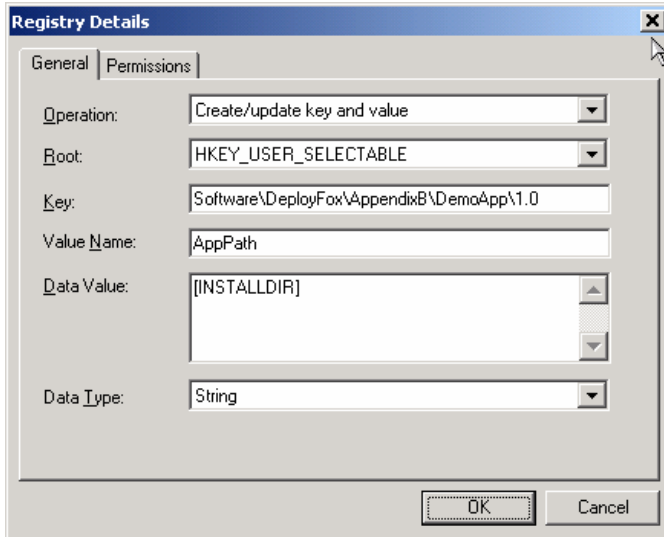 Registry Details
General Permissions
Operation: Create/update key and value
Root: HKEY_USER_SELECTABLE
Key: Software\DeployFox\AppendixB\DemoApp\1.0
Value Name: AppPath
Data Value: [INSTALLDIR]
Data Type: String
OK Cancel